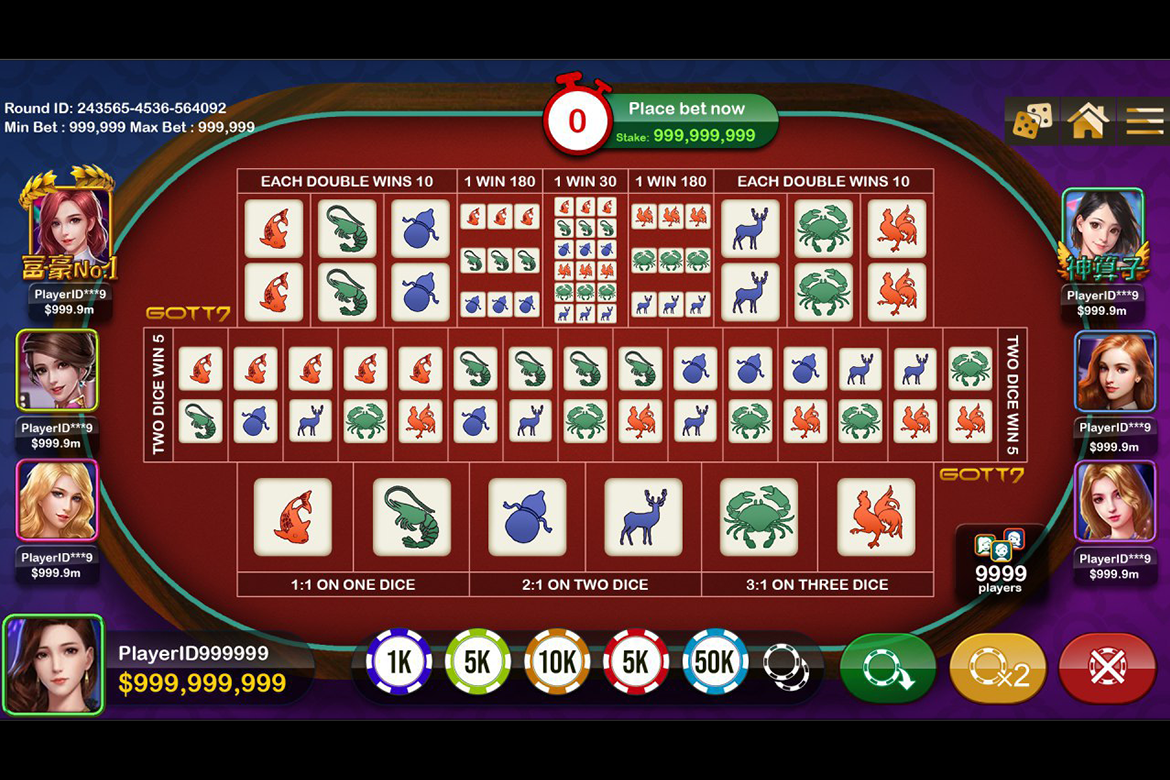 Round ID: 243565-4536-564092
Min Bet : 999,999 Max Bet : 999,999
0
Place bet now
Stake: 999,999,999
EACH DOUBLE WINS 10
1 WIN 180
1 WIN 30
1 WIN 180
EACH DOUBLE WINS 10
富豪No.1
PlayerID***9
$999.9m
神算子
PlayerID***9
$999.9m
GOTT7
TWO DICE WIN 5
TWO DICE WIN 5
PlayerID***9
$999.9m
PlayerID***9
$999.9m
GOTT7
PlayerID***9
$999.9m
PlayerID***9
$999.9m
9999
players
1:1 ON ONE DICE
2:1 ON TWO DICE
3:1 ON THREE DICE
PlayerID999999
$999,999,999
1K
5K
10K
5K
50K
x2